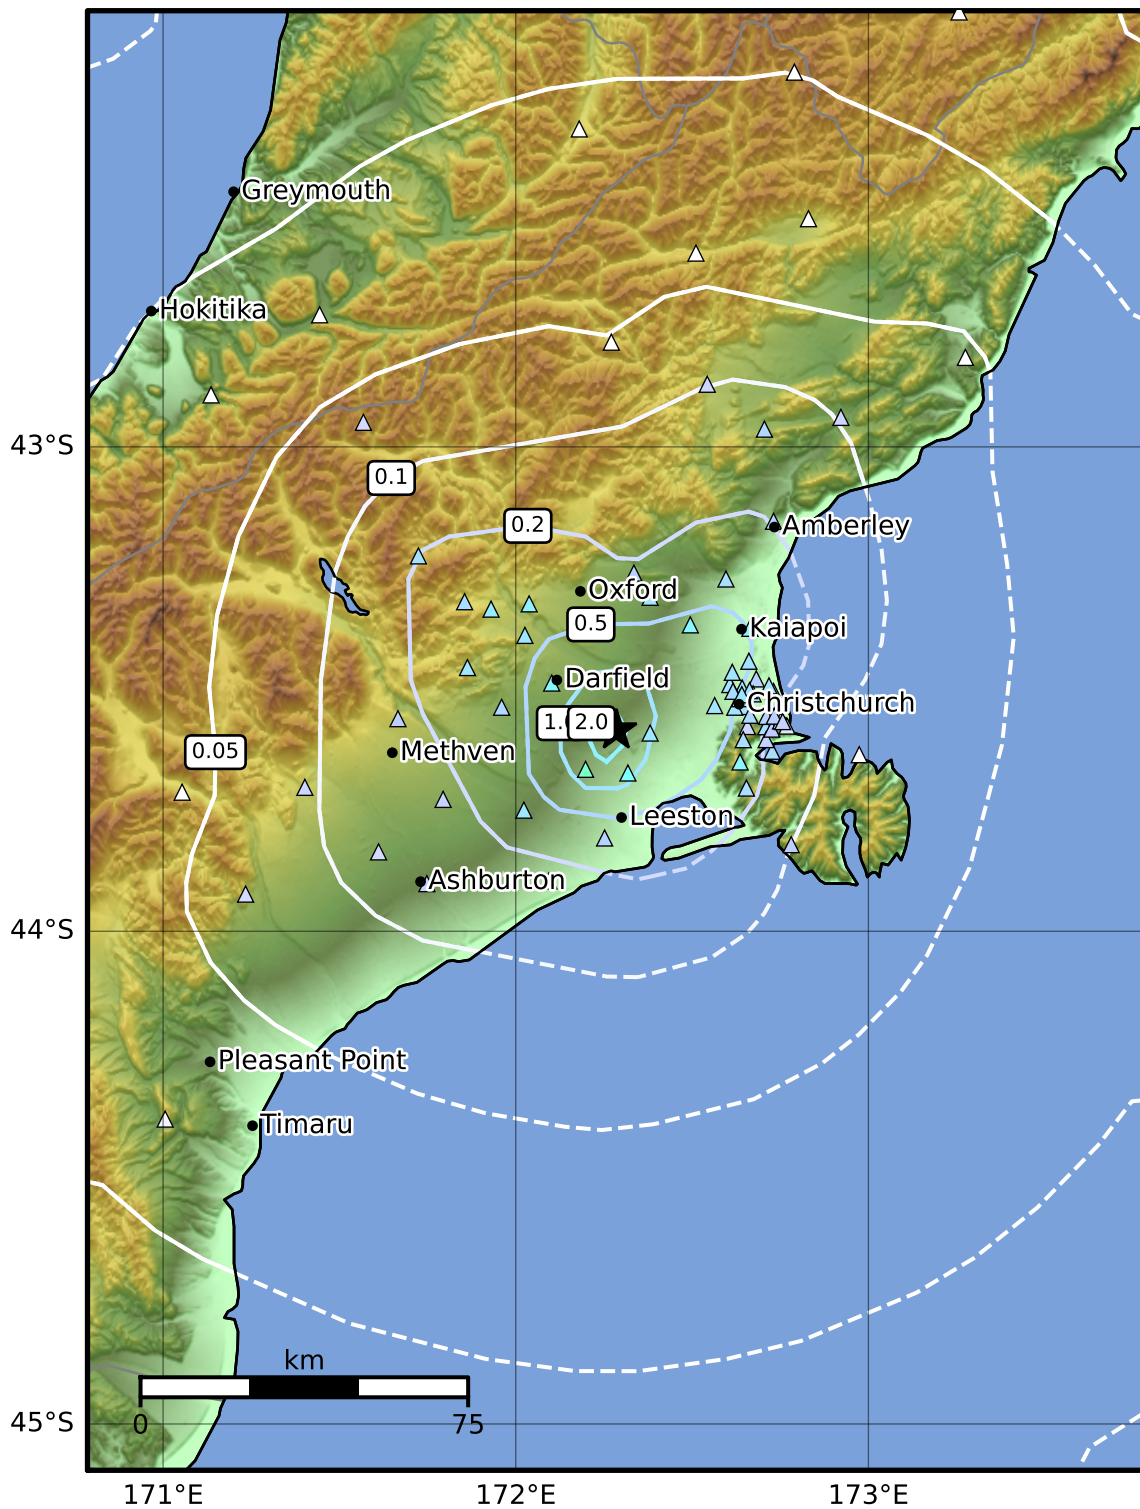 Greymouth
Hokitika
43°S
0.1
0.2
Amberley
Oxford
0.5
Kaiapoi
Darfield
Christchurch
2.0
0.05
Methven
Leeston
Ashburton
44°S
Pleasant Point
Timaru
km
0
75
45°S
171°E
172°E
173°E